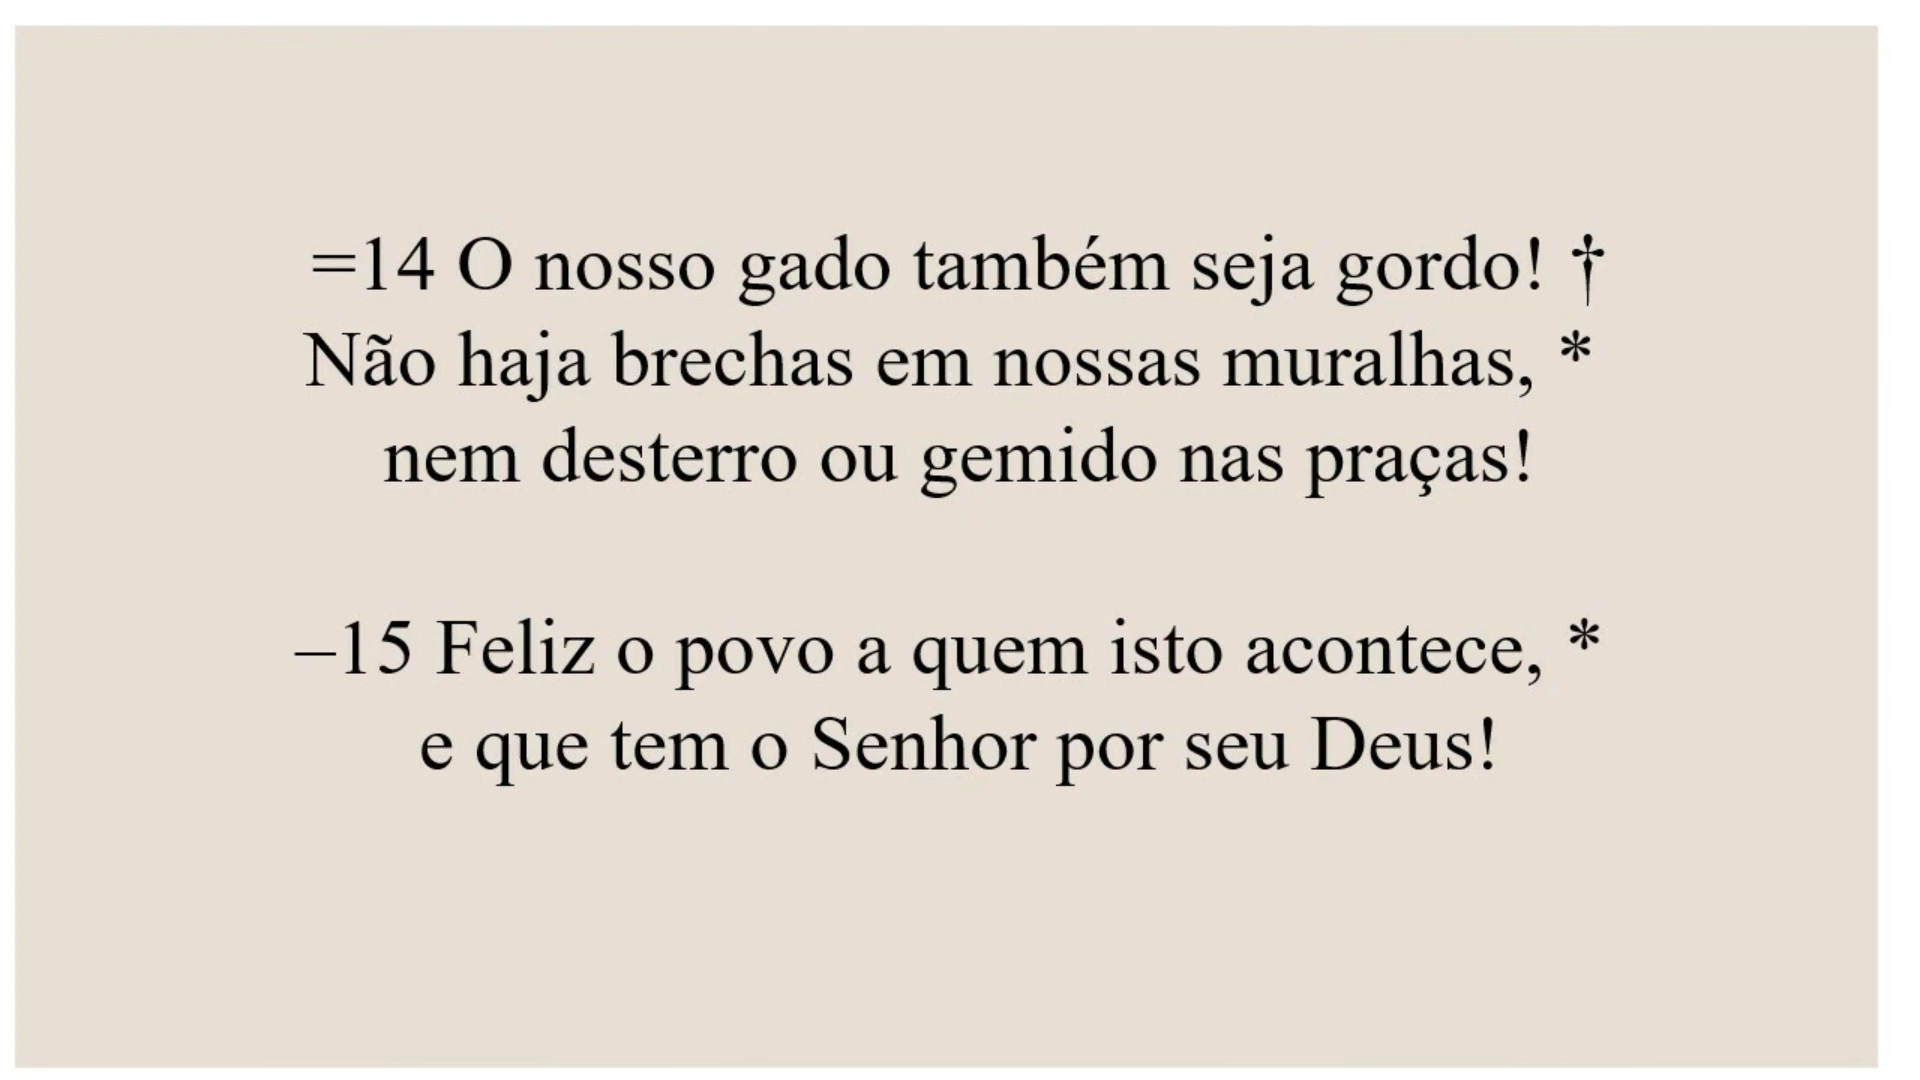 =14 O nosso gado também seja gordo! †
Não haja brechas em nossas muralhas, *
nem desterro ou gemido nas praças!
–15 Feliz o povo a quem isto acontece, *
e que tem o Senhor por seu Deus!